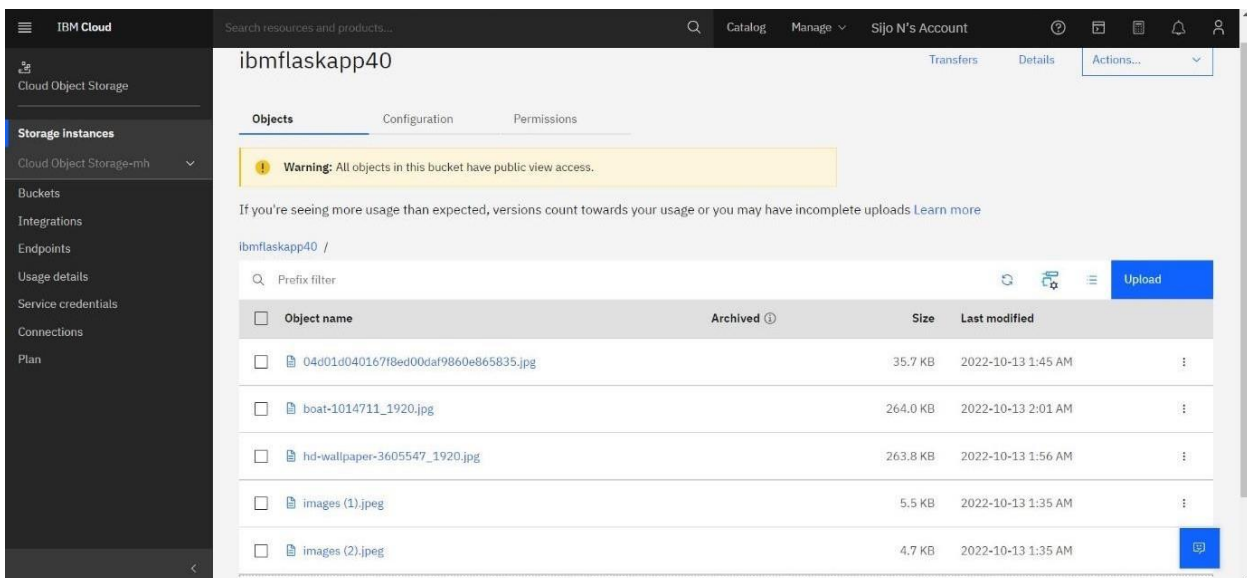 IBM Cloud
Search resources and products...
Catalog
Manage
Sijo N's Account
Cloud Object Storage
Storage instances
Cloud Object Storage-mh
Buckets
Integrations
Endpoints
Usage details
Service credentials
Connections
Plan
ibmflaskapp40
Transfers
Details
Actions...
Objects
Configuration
Permissions
Warning: All objects in this bucket have public view access.
If you're seeing more usage than expected, versions count towards your usage or you may have incomplete uploads Learn more
ibmflaskapp40 /
Prefix filter
Upload
Object name Archived Size Last modified
04d01d040167f8ed00daf9860e865835.jpg 35.7 KB 2022-10-13 1:45 AM
boat-1014711_1920.jpg 264.0 KB 2022-10-13 2:01 AM
hd-wallpaper-3605547_1920.jpg 263.8 KB 2022-10-13 1:56 AM
images (1).jpeg 5.5 KB 2022-10-13 1:35 AM
images (2).jpeg 4.7 KB 2022-10-13 1:35 AM